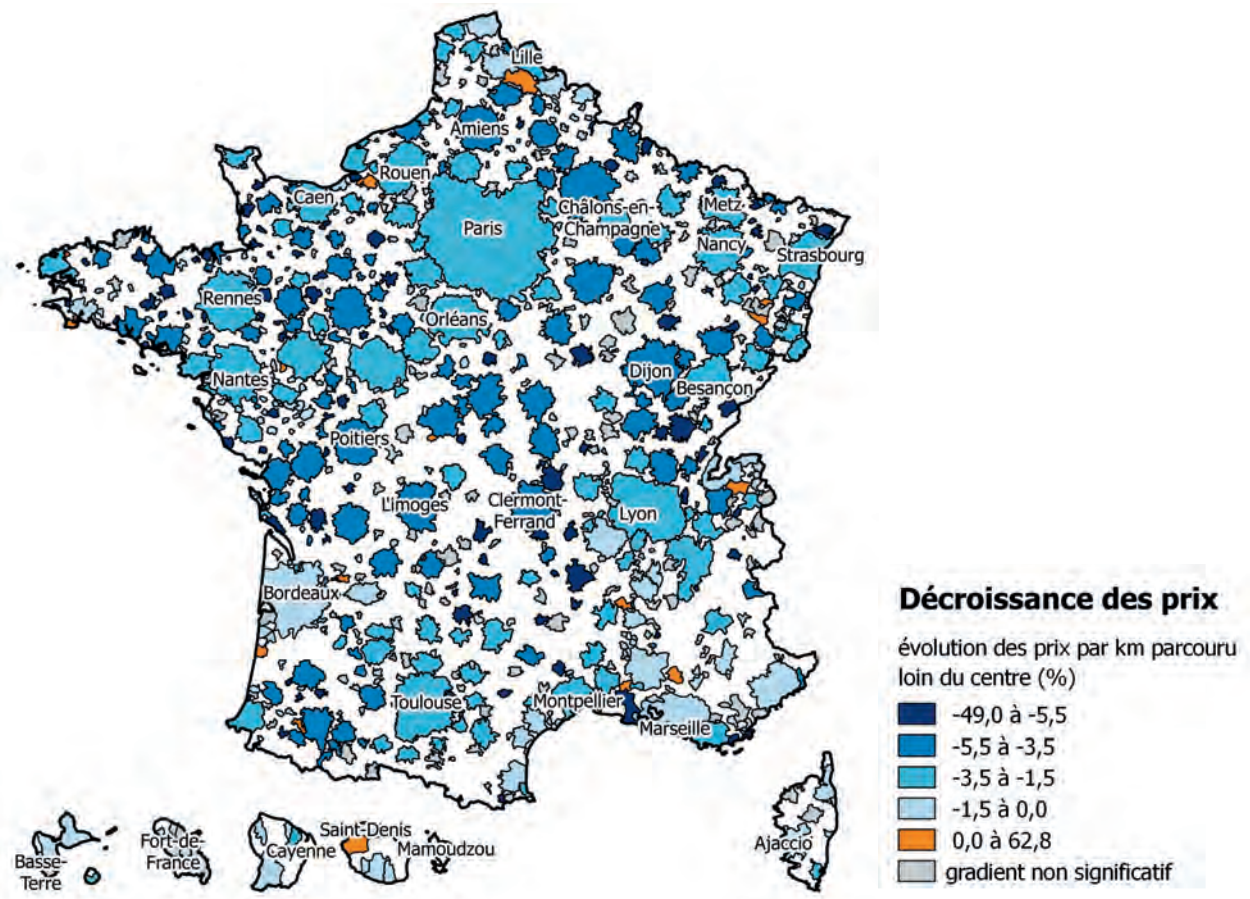 Lille
Amiens
Rouen
Caen
Paris
Châlons-en-
Champagne
Metz
Nancy
Strasbourg
Rennes
Orléans
Nantes
Dijon
Besançon
Poitiers
Limoges
Clermont-
Ferrand
Lyon
Bordeaux
Toulouse
Montpellier
Marseille
Basse-
Terre
Fort-de-
France
Cayenne
Saint-Denis
Mamoudzou
Ajaccio
Décroissance des prix
évolution des prix par km parcouru
loin du centre (%)
-49,0 à -5,5
-5,5 à -3,5
-3,5 à -1,5
-1,5 à 0,0
0,0 à 62,8
gradient non significatif